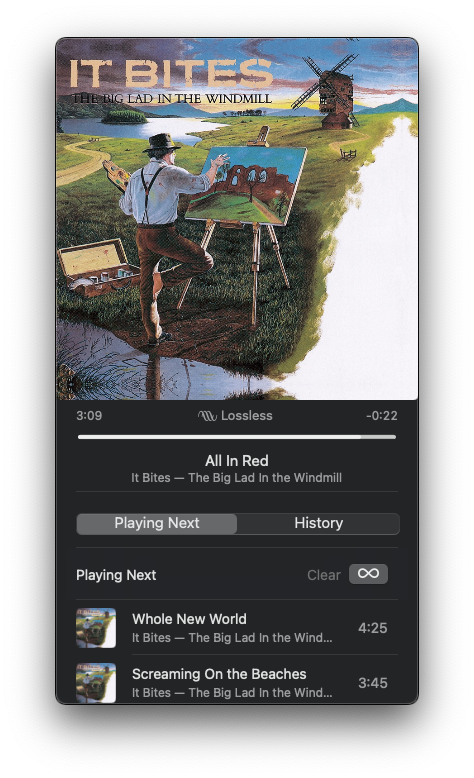 IT BITES
THE BIG LAD IN THE WINDMILL
3:09 Lossless -0:22
All In Red
It Bites — The Big Lad In the Windmill
Playing Next History
Playing Next Clear
Whole New World
It Bites — The Big Lad In the Wind... 4:25
Screaming On the Beaches
It Bites — The Big Lad In the Wind... 3:45